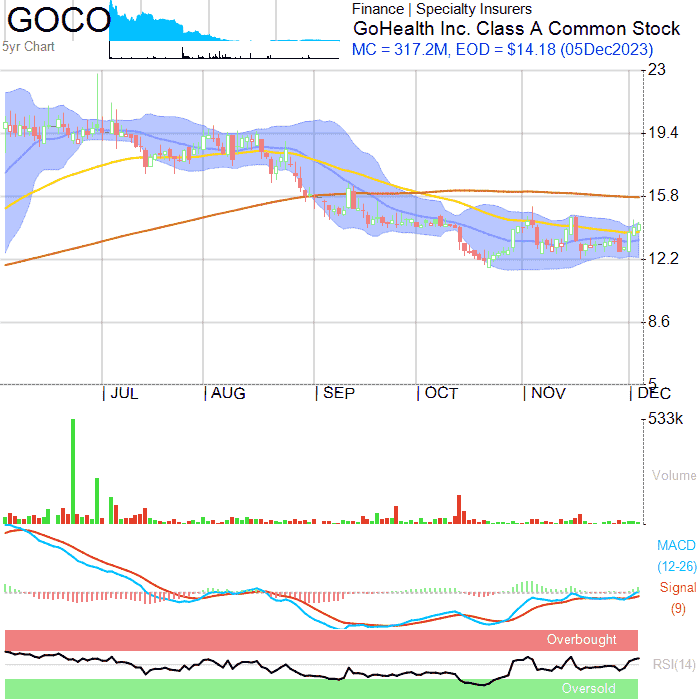 GOCO
Finance | Specialty Insurers
GoHealth Inc. Class A Common Stock
5yr Chart
MC = 317.2M, EOD = $14.18 (05Dec2023)
23
19.4
15.8
12.2
8.6
5
JUL
AUG
SEP
OCT
NOV
DEC
533k
Volume
MACD
(12-26)
Signal
(9)
Overbought
RSI(14)
Oversold